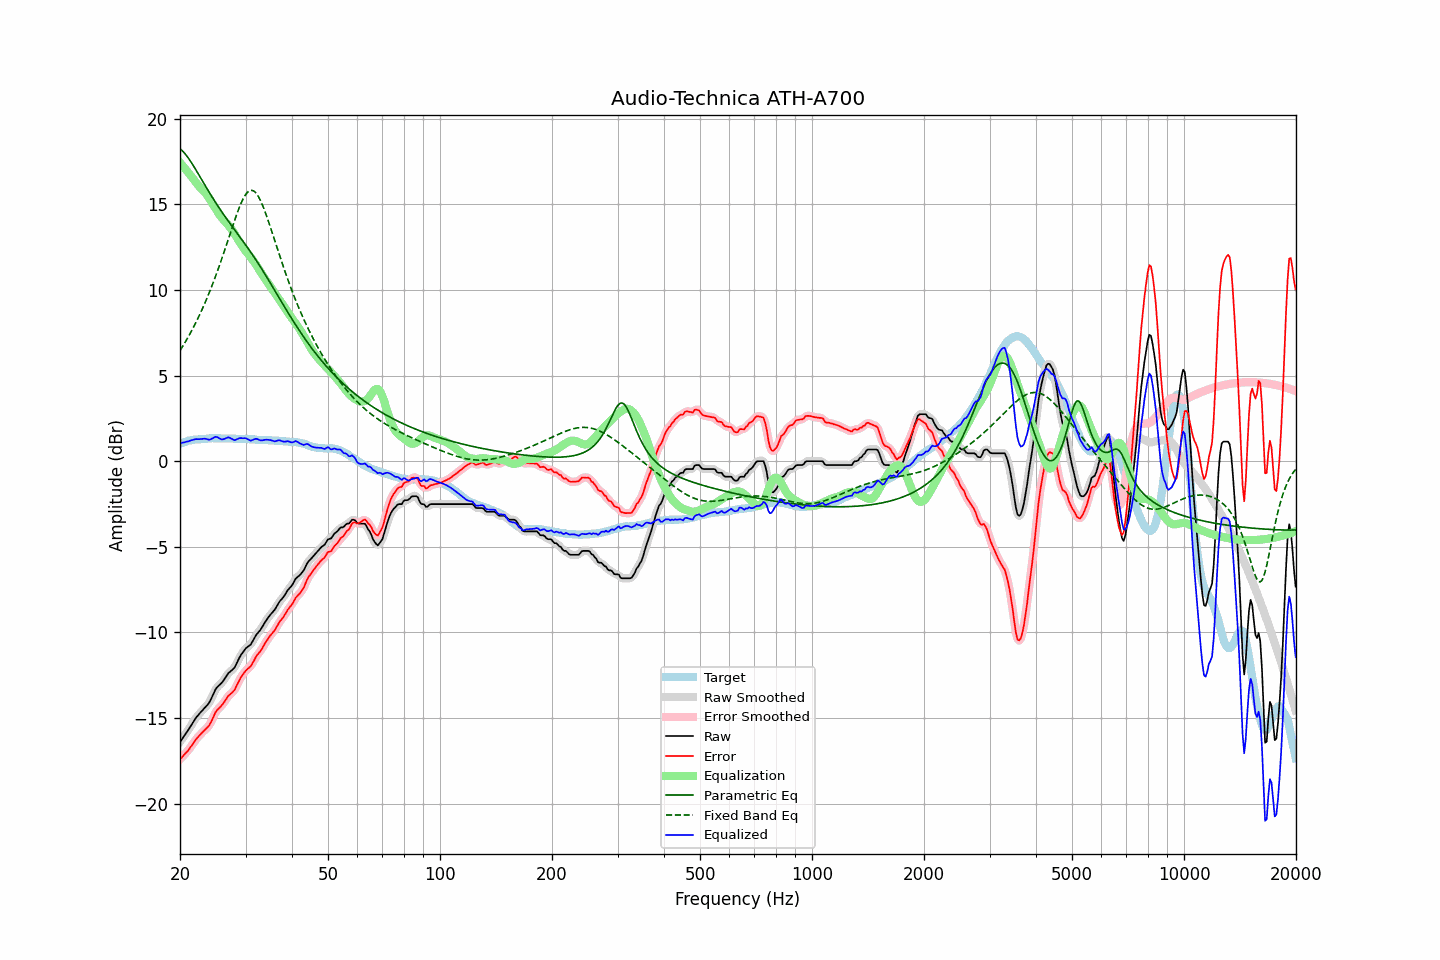 Audio-Technica ATH-A700
Amplitude (dBr)
20
15
10
5
0
−5
−10
−15
−20
Target
Raw Smoothed
Error Smoothed
Raw
Error
Equalization
Parametric Eq
Fixed Band Eq
Equalized
20 50 100 200 500 1000 2000 5000 10000 20000
Frequency (Hz)